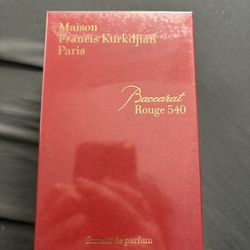 Maison
Francis Kurkdjian
Paris
Baccarat
Rouge 540
Extrait de parfum